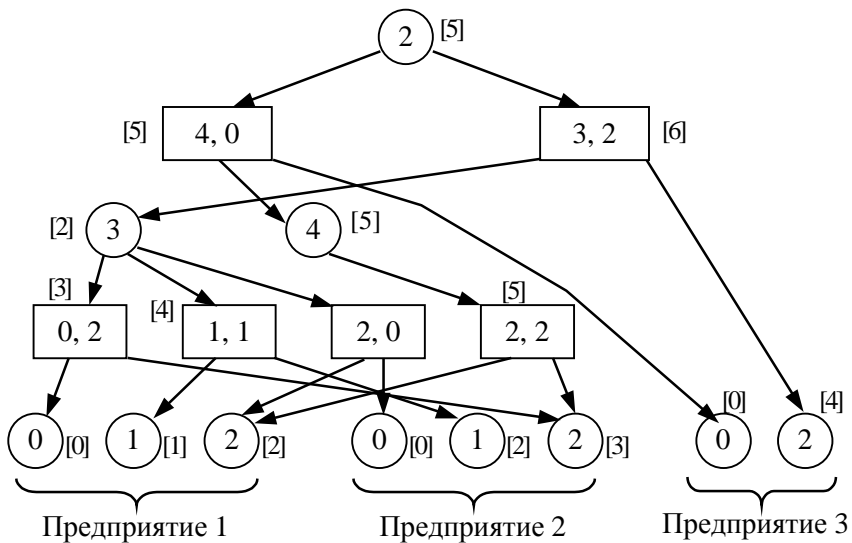 2 [5]
[5] 4, 0 3, 2 [6]
[2] 3 4 [5]
[3] [4] [5]
0, 2 1, 1 2, 0 2, 2
[0] [4]
0 [0] 1 [1] 2 [2] 0 [0] 1 [2] 2 [3] 0 2
Предприятие 1 Предприятие 2 Предприятие 3